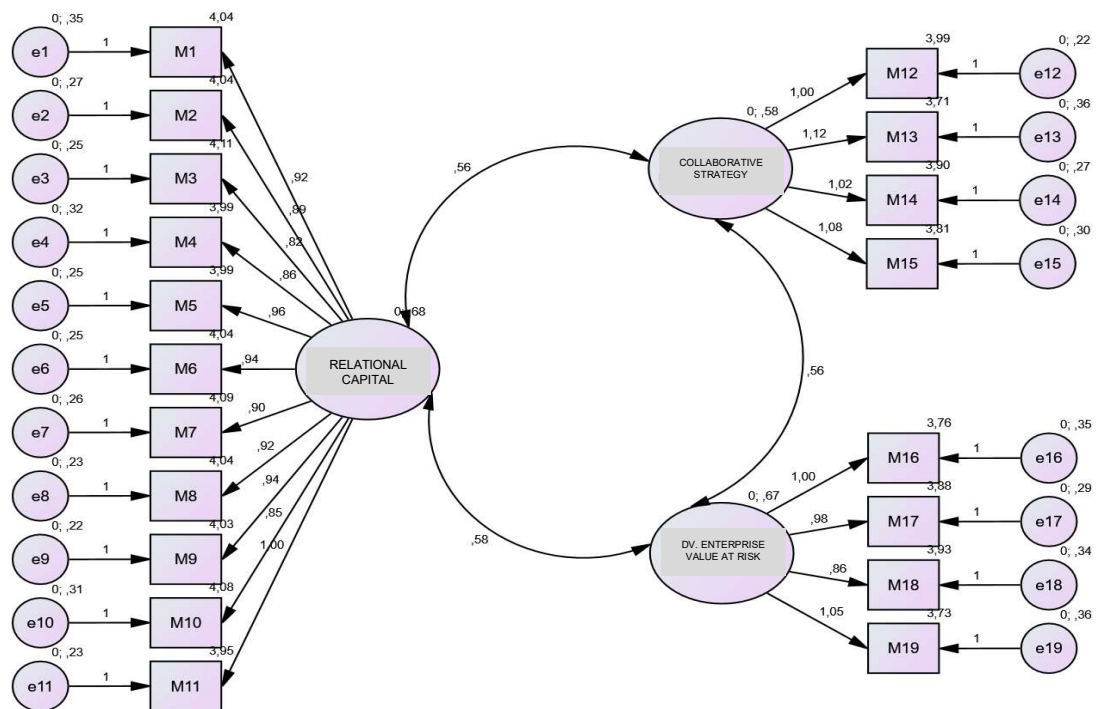 0; ,35
e1
1
4,04
M1
0; ,27
e2
1
4,04
M2
0; ,25
e3
1
4,11
M3
0; ,32
e4
1
3,99
M4
0; ,25
e5
1
3,99
M5
0; ,25
e6
1
4,04
M6
0; ,26
e7
1
4,09
M7
0; ,23
e8
1
4,04
M8
0; ,22
e9
1
4,03
M9
0; ,31
e10
1
4,08
M10
0; ,23
e11
1
3,95
M11
,92
,89
,82
,86
,96
,94
,90
,92
,94
,85
1,00
0; ,68
RELATIONAL
CAPITAL
,56
,58
,56
0; ,58
COLLABORATIVE
STRATEGY
1,00
1,12
1,02
1,08
3,99
M12
1
0; ,22
e12
3,71
M13
1
0; ,36
e13
3,90
M14
1
0; ,27
e14
3,81
M15
1
0; ,30
e15
0; ,67
DV. ENTERPRISE
VALUE AT RISK
1,00
,98
,86
1,05
3,76
M16
1
0; ,35
e16
3,88
M17
1
0; ,29
e17
3,93
M18
1
0; ,34
e18
3,73
M19
1
0; ,36
e19